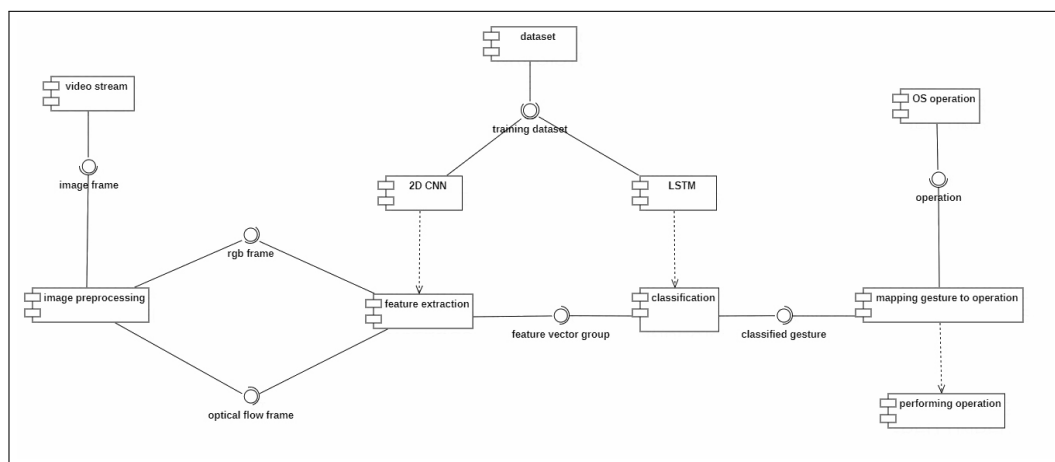 dataset
video stream
OS operation
training dataset
image frame
2D CNN
LSTM
operation
rgb frame
image preprocessing
feature extraction
classification
mapping gesture to operation
feature vector group
classified gesture
optical flow frame
performing operation